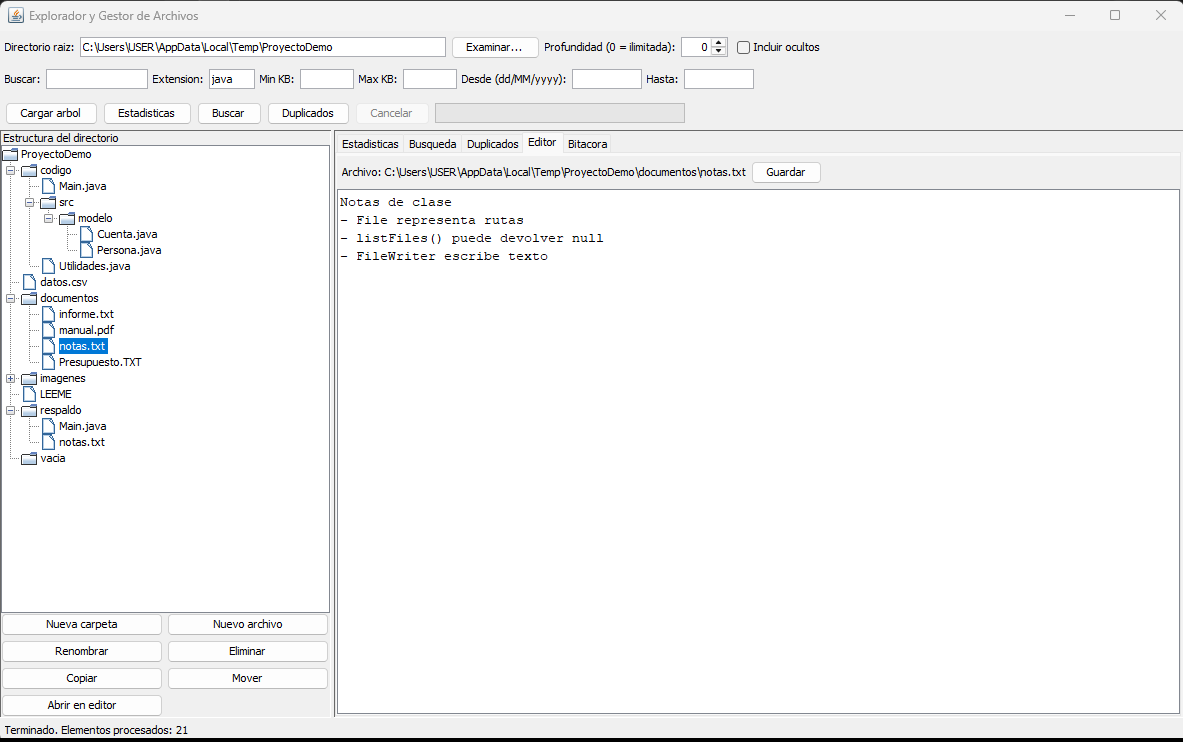 Explorador y Gestor de Archivos
Directorio raiz: C:\Users\USER\AppData\Local\Temp\ProyectoDemo Examinar... Profundidad (0 = ilimitada): 0 Incluir ocultos
Buscar: Extension: java Min KB: Max KB: Desde (dd/MM/yyyy): Hasta:
Cargar arbol Estadisticas Buscar Duplicados Cancelar
Estructura del directorio
ProyectoDemo
codigo
Main.java
src
modelo
Cuenta.java
Persona.java
Utilidades.java
datos.csv
documentos
informe.txt
manual.pdf
notas.txt
Presupuesto.TXT
imagenes
LEEME
respaldo
Main.java
notas.txt
vacia
Nueva carpeta Nuevo archivo
Renombrar Eliminar
Copiar Mover
Abrir en editor
Estadisticas Busqueda Duplicados Editor Bitacora
Archivo: C:\Users\USER\AppData\Local\Temp\ProyectoDemo\documentos\notas.txt Guardar
Notas de clase
- File representa rutas
- listFiles() puede devolver null
- FileWriter escribe texto
Terminado. Elementos procesados: 21